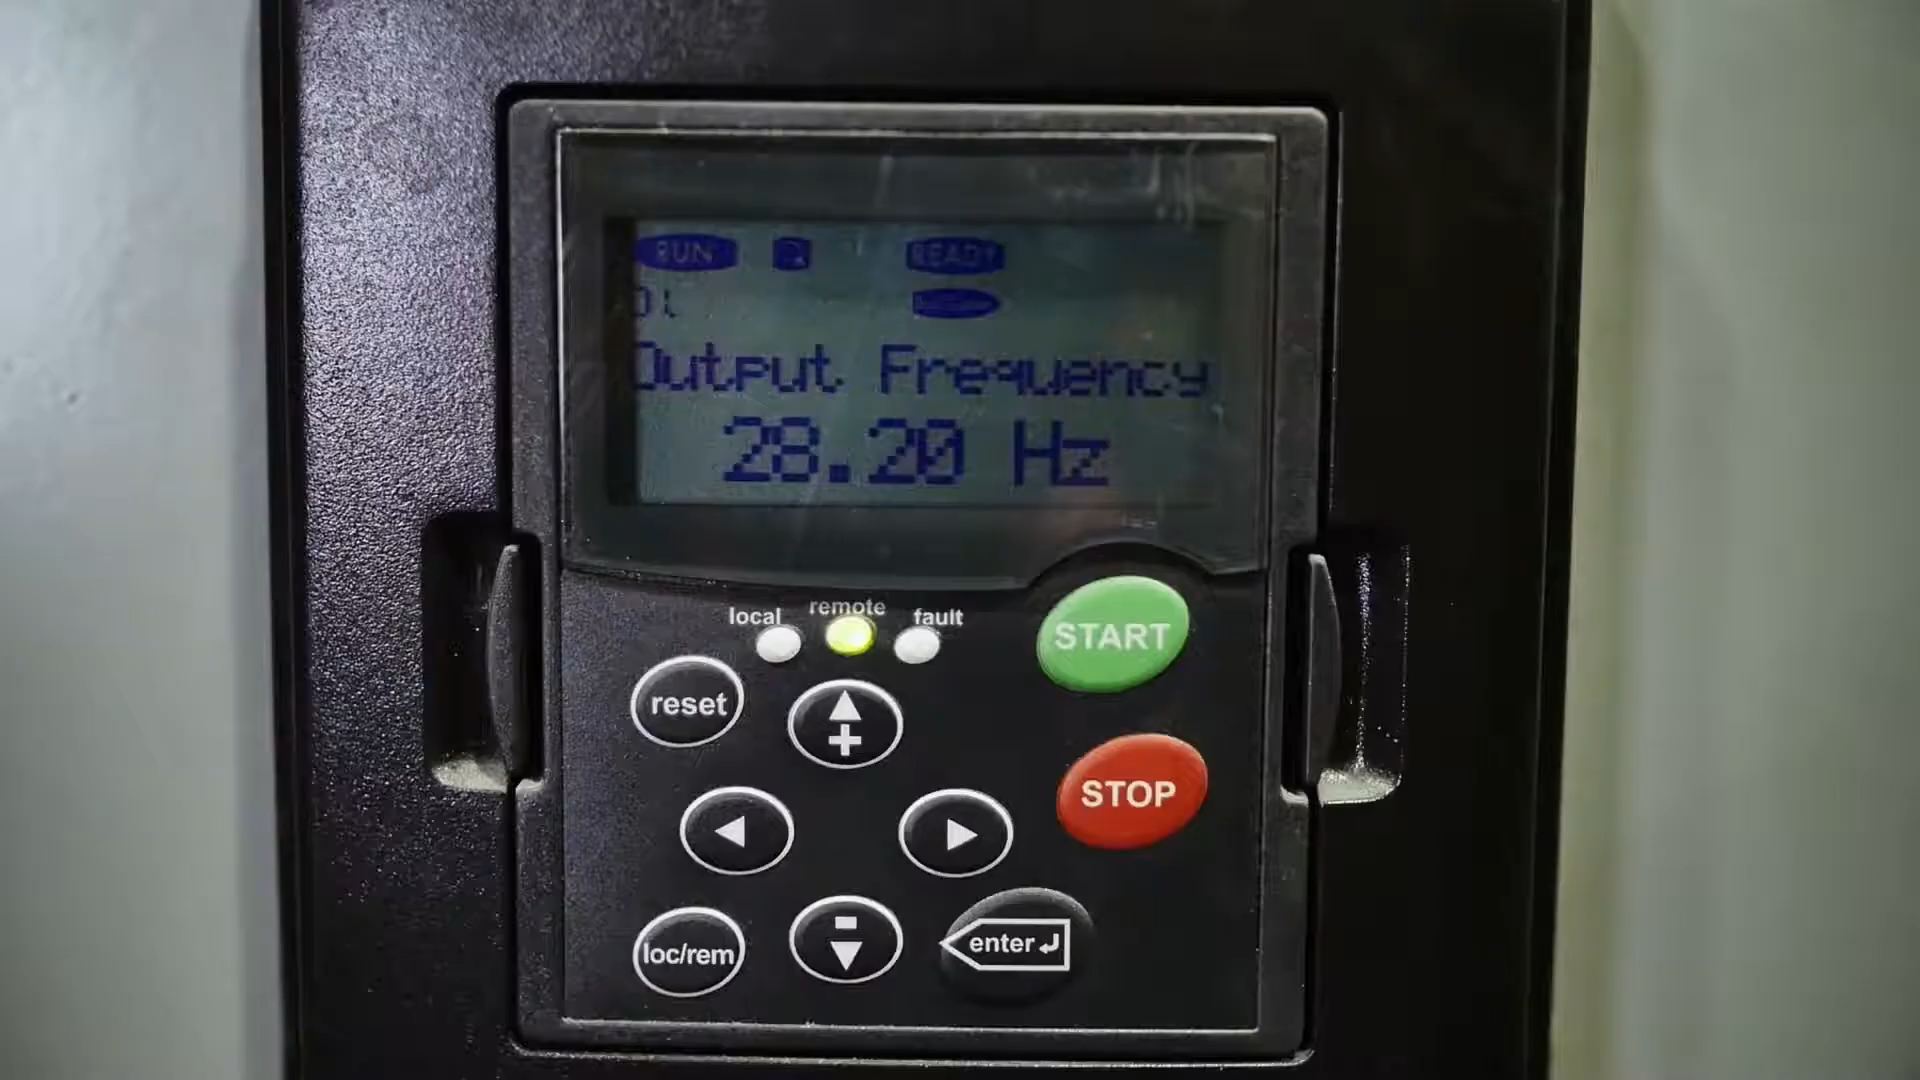 RUN READY
Output Frequency
28.20 Hz
local remote fault
START
reset
+
STOP
-
loc/rem
enter